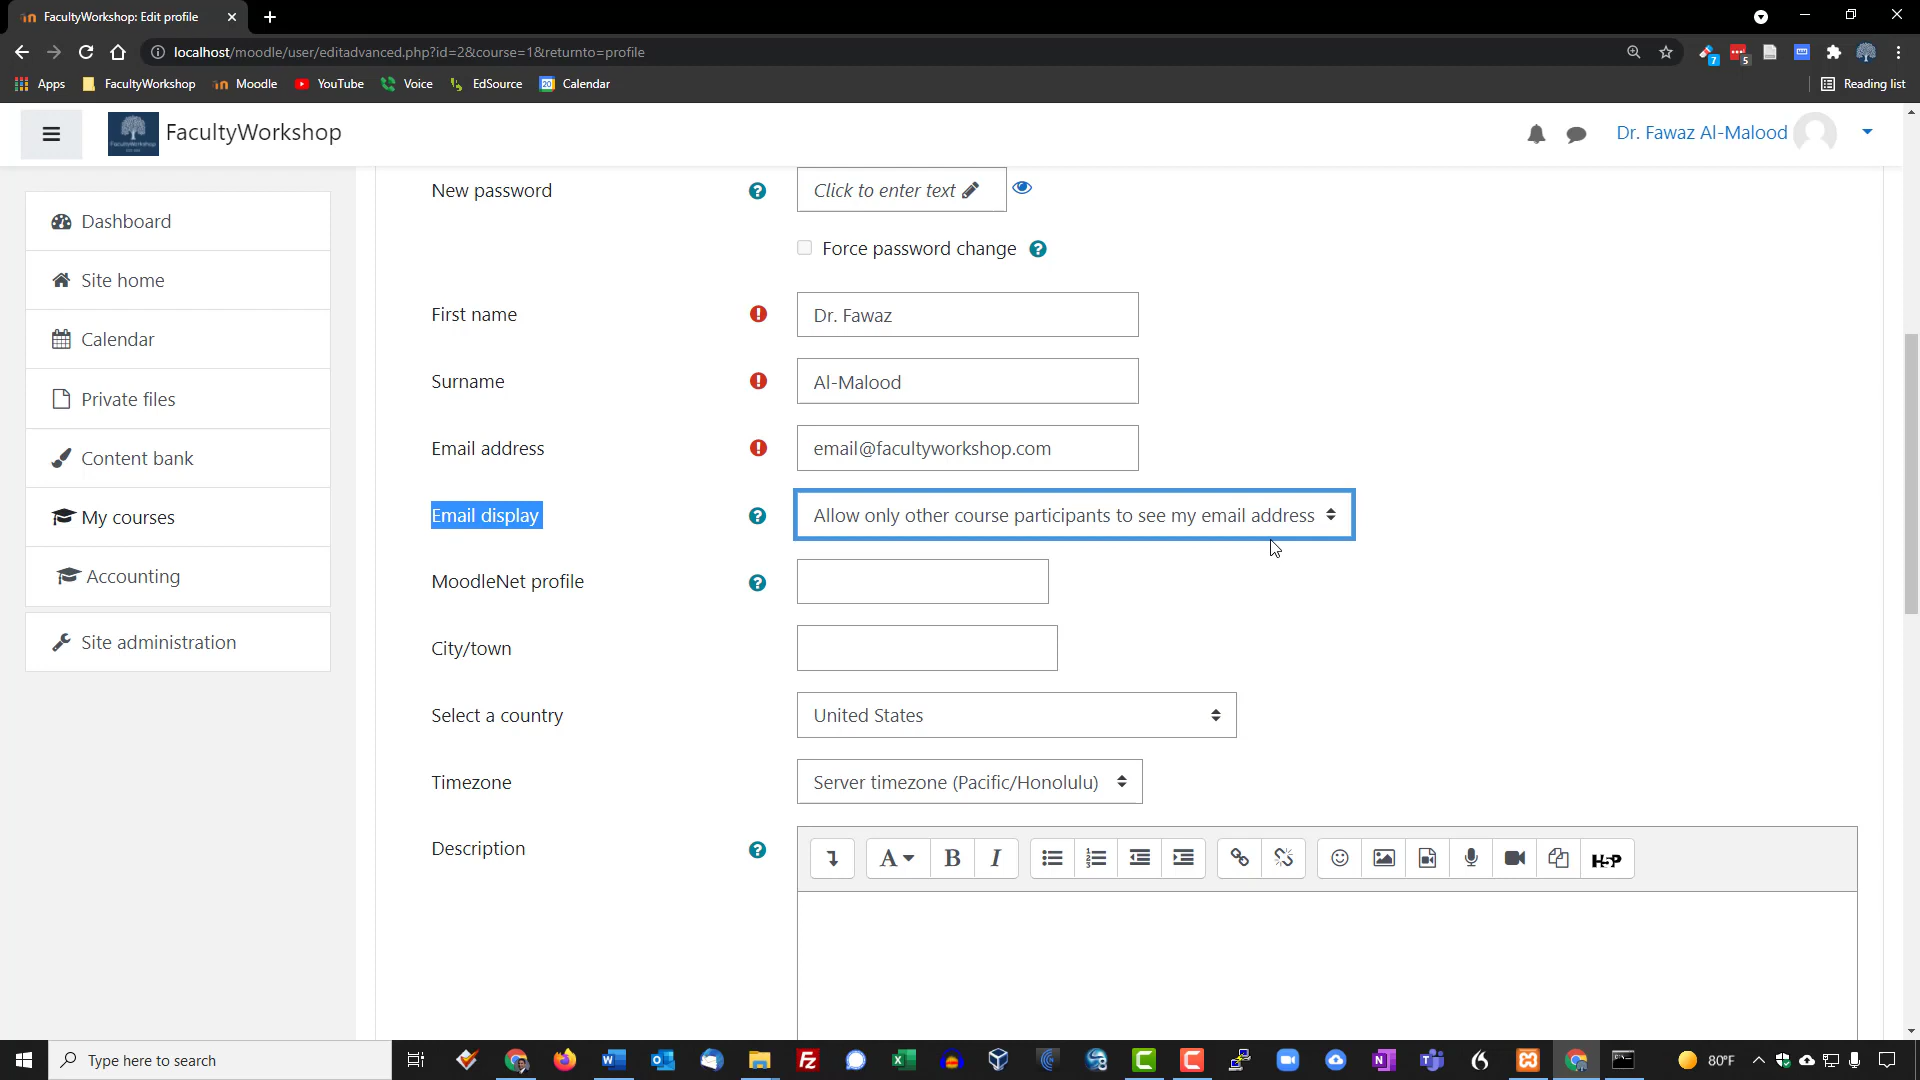 FacultyWorkshop: Edit profile
localhost/moodle/user/editadvanced.php?id=2&course=1&returnto=profile
7
5
Apps
FacultyWorkshop
Moodle
YouTube
Voice
EdSource
20
Calendar
Reading list
FacultyWorkshop
Dr. Fawaz Al-Malood
Dashboard
Site home
Calendar
Private files
Content bank
My courses
Accounting
Site administration
New password
Click to enter text
Force password change
First name
Dr. Fawaz
Surname
Al-Malood
Email address
email@facultyworkshop.com
Email display
Allow only other course participants to see my email address
MoodleNet profile
City/town
Select a country
United States
Timezone
Server timezone (Pacific/Honolulu)
Description
A B I
H5P
Type here to search
80°F